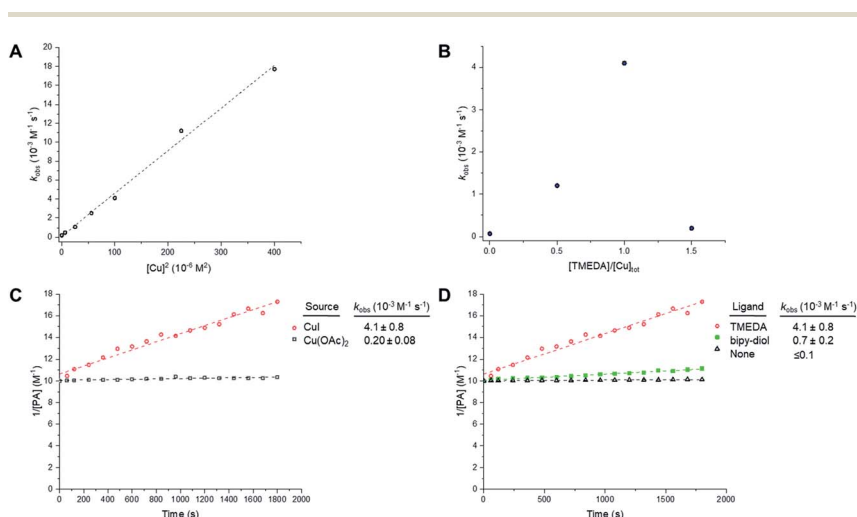 A
20
18
16
14
12
10
8
6
4
2
0
k_obs (10⁻³ M⁻¹ s⁻¹)
0 100 200 300 400
[Cu]² (10⁻⁶ M²)
B
4
3
2
1
0
k_obs (10⁻³ M⁻¹ s⁻¹)
0.0 0.5 1.0 1.5
[TMEDA]/[Cu]tot
C
18
16
14
12
10
8
6
4
2
0
1/[PA] (M⁻¹)
0 200 400 600 800 1000 1200 1400 1600 1800 2000
Time (s)
Source k_obs (10⁻³ M⁻¹ s⁻¹)
CuI 4.1 ± 0.8
Cu(OAc)₂ 0.20 ± 0.08
D
18
16
14
12
10
8
6
4
2
0
1/[PA] (M⁻¹)
0 500 1000 1500 2000
Time (s)
Ligand k_obs (10⁻³ M⁻¹ s⁻¹)
TMEDA 4.1 ± 0.8
bipy-diol 0.7 ± 0.2
None ≤0.1